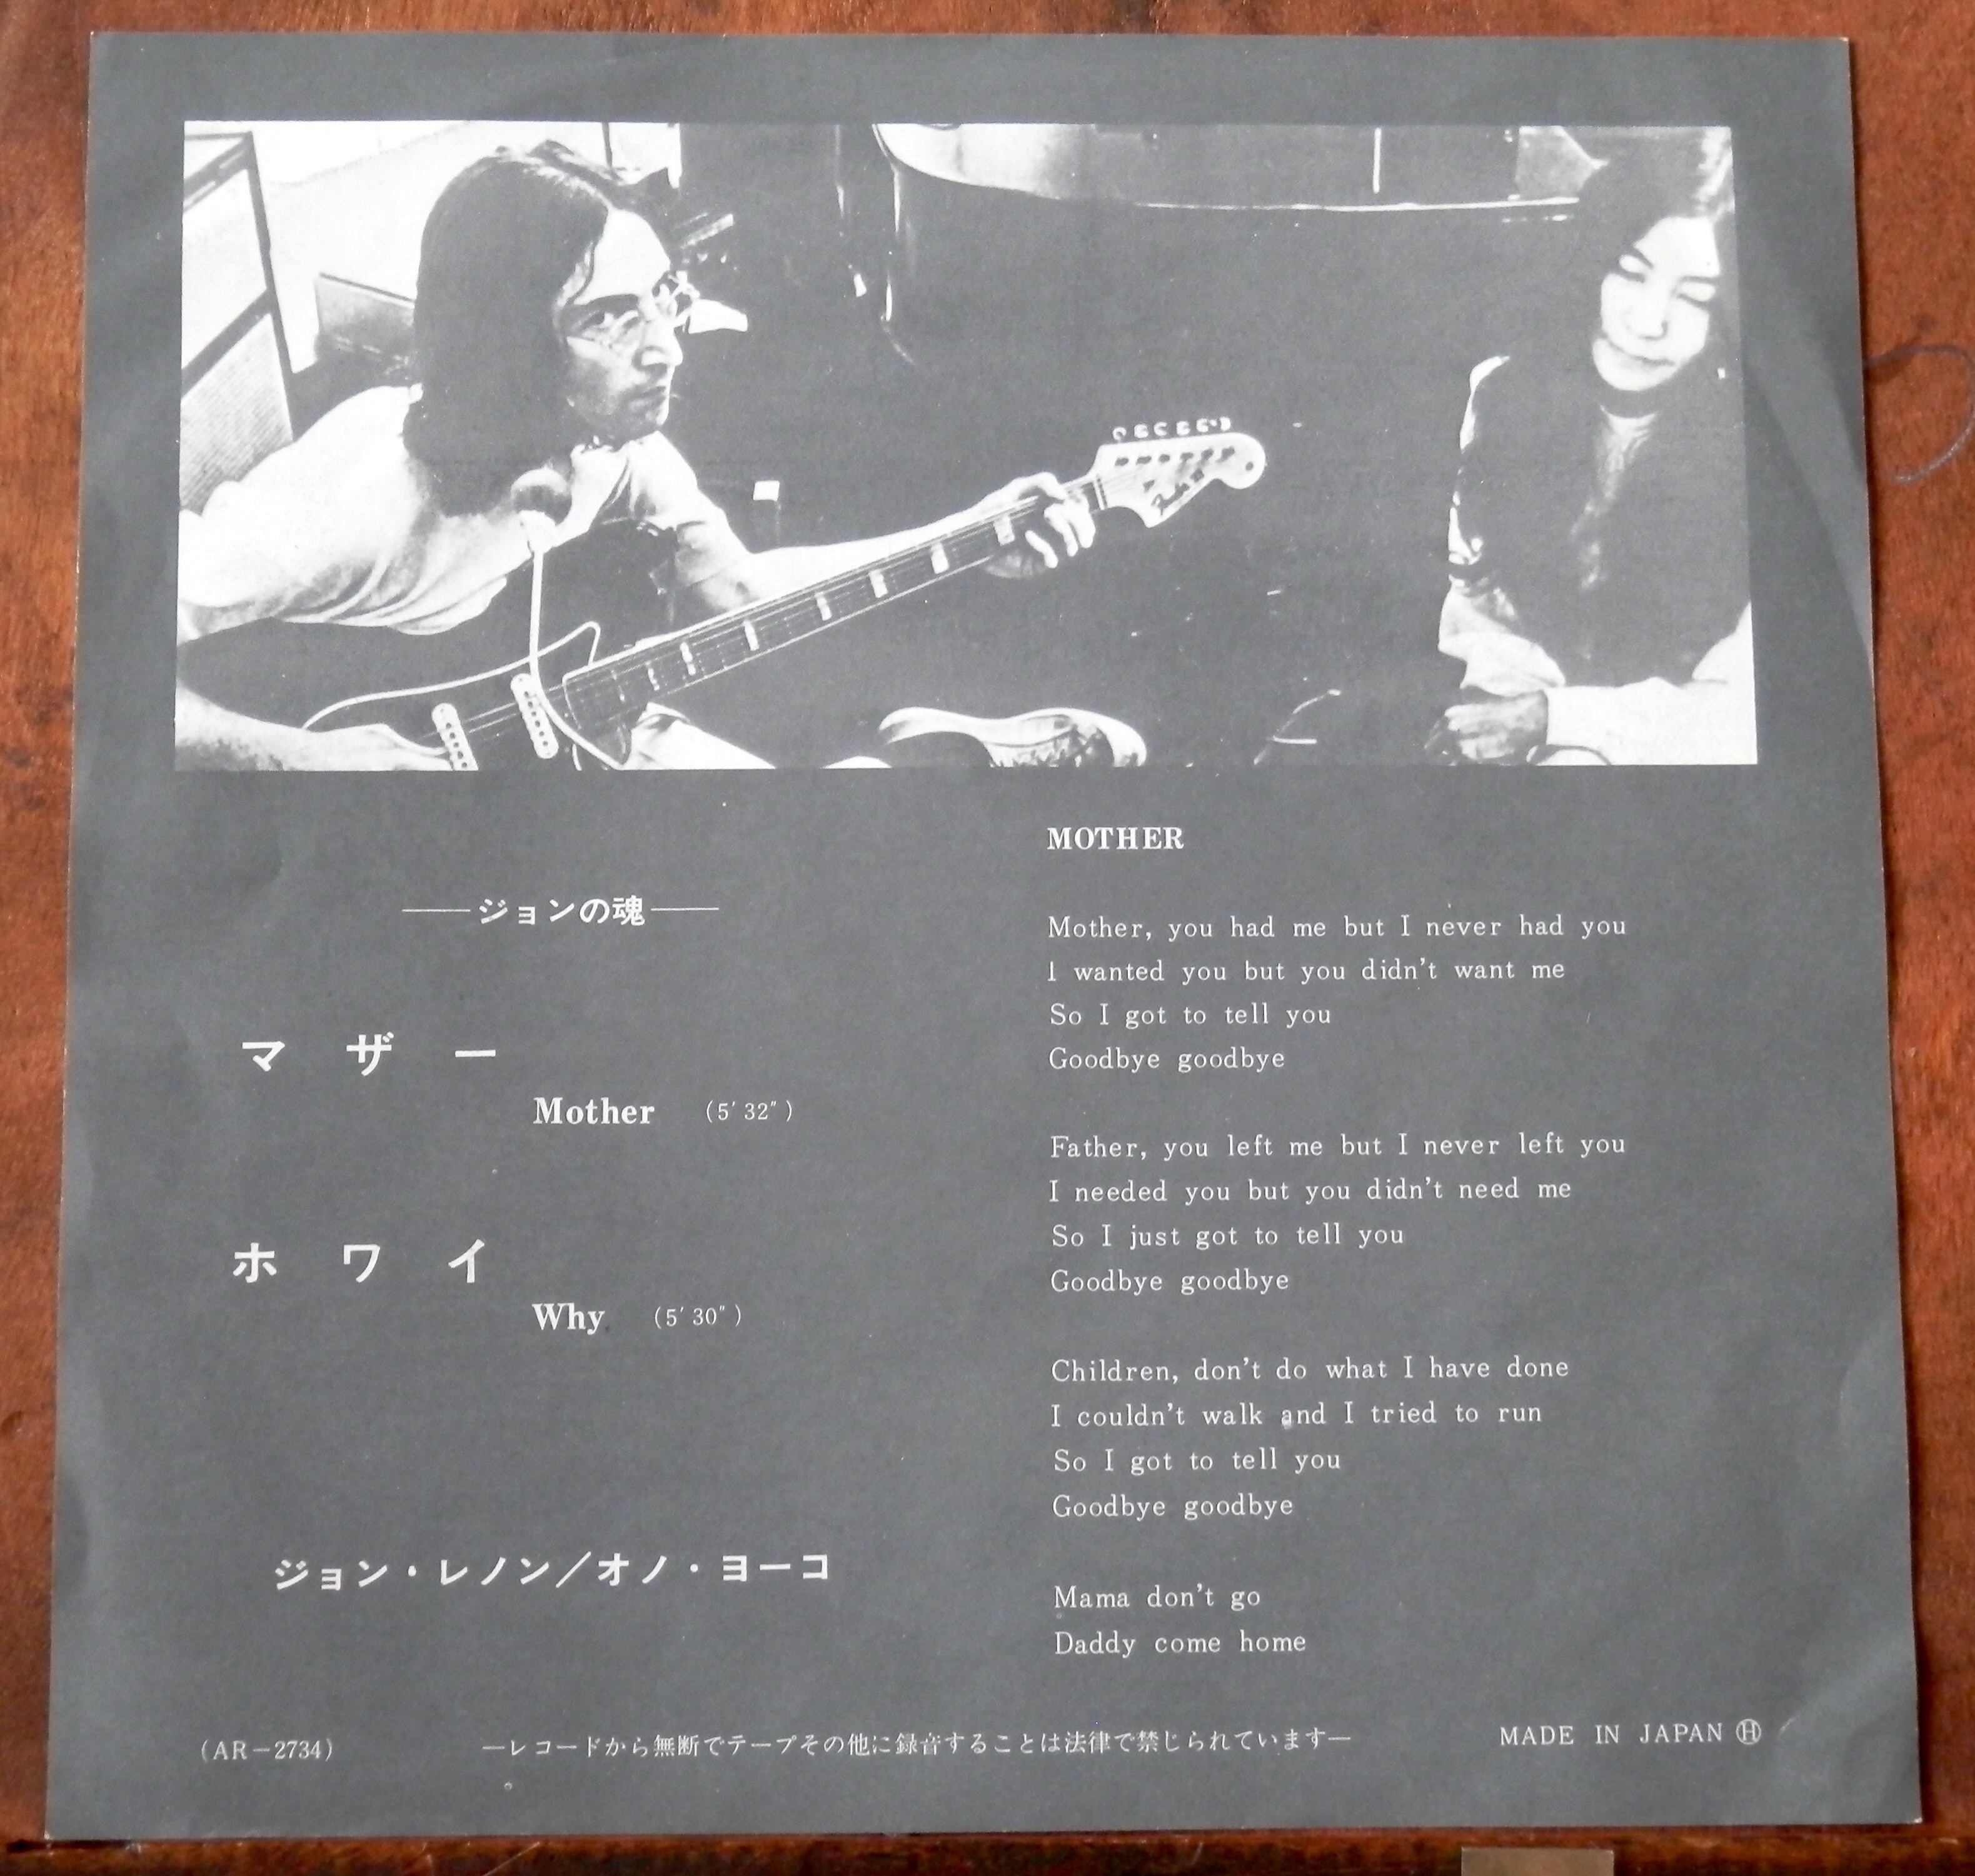 Fender
ジョンの魂
マザー
Mother (5′32″)
ホワイ
Why (5′30″)
ジョン・レノン／オノ・ヨーコ
MOTHER
Mother, you had me but I never had you
I wanted you but you didn't want me
So I got to tell you
Goodbye goodbye
Father, you left me but I never left you
I needed you but you didn't need me
So I just got to tell you
Goodbye goodbye
Children, don't do what I have done
I couldn't walk and I tried to run
So I got to tell you
Goodbye goodbye
Mama don't go
Daddy come home
(AR-2734)
—レコードから無断でテープその他に録音することは法律で禁じられています—
MADE IN JAPAN Ⓗ